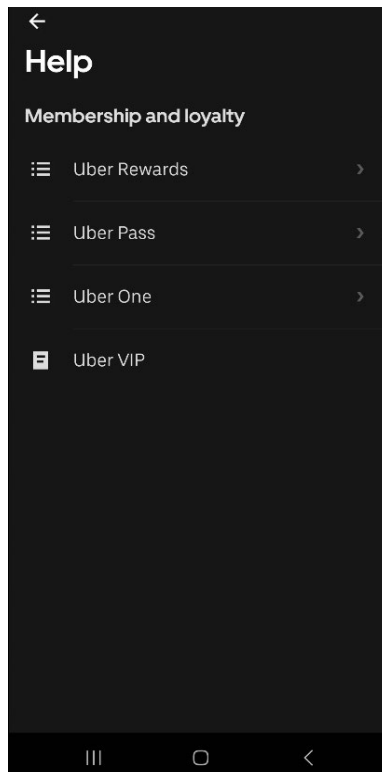 Help
Membership and loyalty
Uber Rewards
Uber Pass
Uber One
Uber VIP